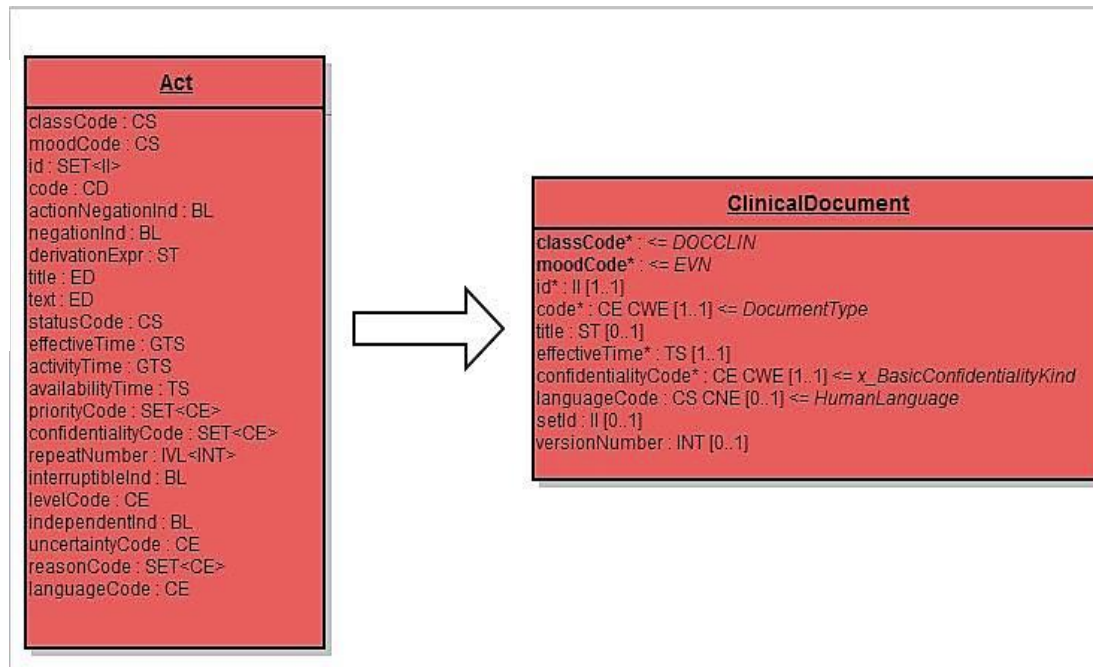 Act
classCode : CS
moodCode : CS
id : SET<II>
code : CD
actionNegationInd : BL
negationInd : BL
derivationExpr : ST
title : ED
text : ED
statusCode : CS
effectiveTime : GTS
activityTime : GTS
availabilityTime : TS
priorityCode : SET<CE>
confidentialityCode : SET<CE>
repeatNumber : IVL<INT>
interruptibleInd : BL
levelCode : CE
independentInd : BL
uncertaintyCode : CE
reasonCode : SET<CE>
languageCode : CE
ClinicalDocument
classCode* : <= DOCCLIN
moodCode* : <= EVN
id* : II [1..1]
code* : CE CWE [1..1] <= DocumentType
title : ST [0..1]
effectiveTime* : TS [1..1]
confidentialityCode* : CE CWE [1..1] <= x_BasicConfidentialityKind
languageCode : CS CNE [0..1] <= HumanLanguage
setId : II [0..1]
versionNumber : INT [0..1]